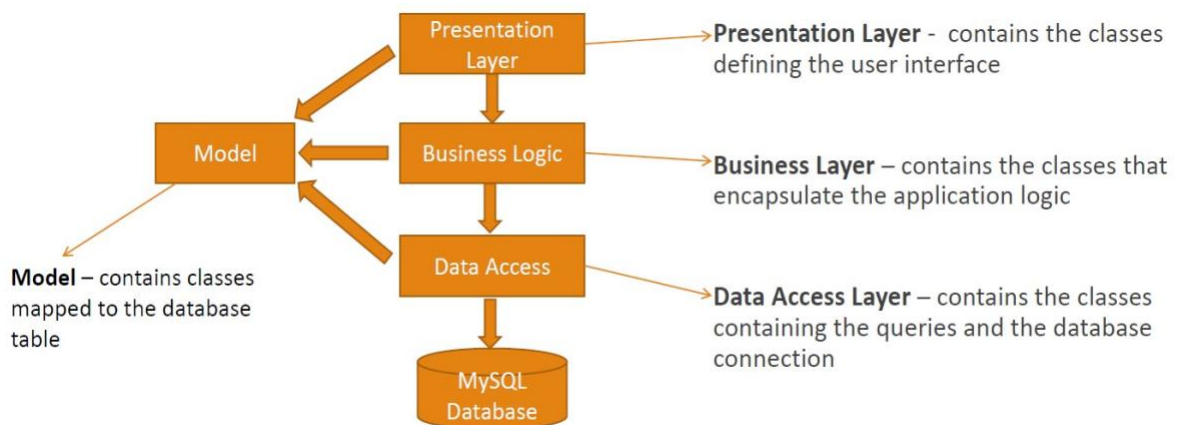 Presentation
Layer
Presentation Layer - contains the classes
defining the user interface
Model
Business Logic
Business Layer – contains the classes that
encapsulate the application logic
Model – contains classes
mapped to the database
table
Data Access
Data Access Layer – contains the classes
containing the queries and the database
connection
MySQL
Database